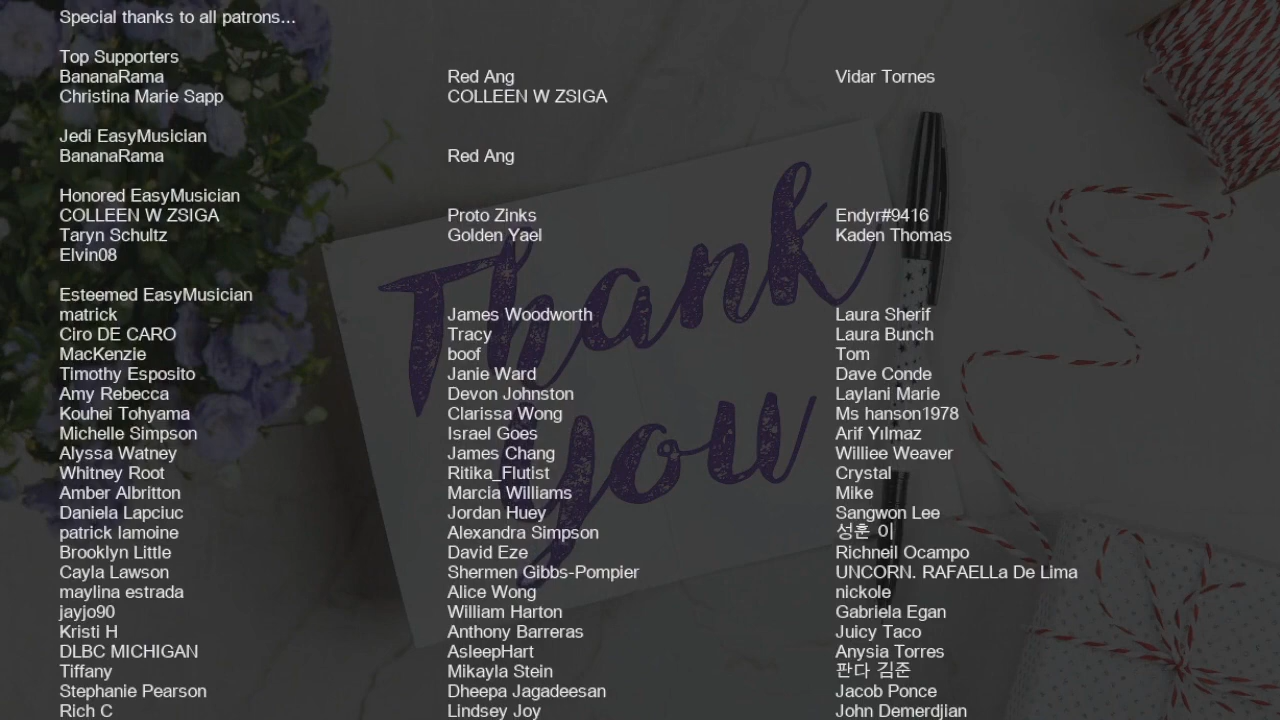 Special thanks to all patrons...
Top Supporters
BananaRama Red Ang Vidar Tornes
Christina Marie Sapp COLLEEN W ZSIGA
Jedi EasyMusician
BananaRama Red Ang
Honored EasyMusician
COLLEEN W ZSIGA Proto Zinks Endyr#9416
Taryn Schultz Golden Yael Kaden Thomas
Elvin08
Esteemed EasyMusician
matrick James Woodworth Laura Sherif
Ciro DE CARO Tracy Laura Bunch
MacKenzie boof Tom
Timothy Esposito Janie Ward Dave Conde
Amy Rebecca Devon Johnston Laylani Marie
Kouhei Tohyama Clarissa Wong Ms hanson1978
Michelle Simpson Israel Goes Arif Yılmaz
Alyssa Watney James Chang Williee Weaver
Whitney Root Ritika_Flutist Crystal
Amber Albritton Marcia Williams Mike
Daniela Lapciuc Jordan Huey Sangwon Lee
patrick lamoine Alexandra Simpson 성훈 이
Brooklyn Little David Eze Richneil Ocampo
Cayla Lawson Shermen Gibbs-Pompier UNCORN. RAFAELLa De Lima
maylina estrada Alice Wong nickole
jayjo90 William Harton Gabriela Egan
Kristi H Anthony Barreras Juicy Taco
DLBC MICHIGAN AsleepHart Anysia Torres
Tiffany Mikayla Stein 판다 김준
Stephanie Pearson Dheepa Jagadeesan Jacob Ponce
Rich C Lindsey Joy John Demerdjian
Thank
you